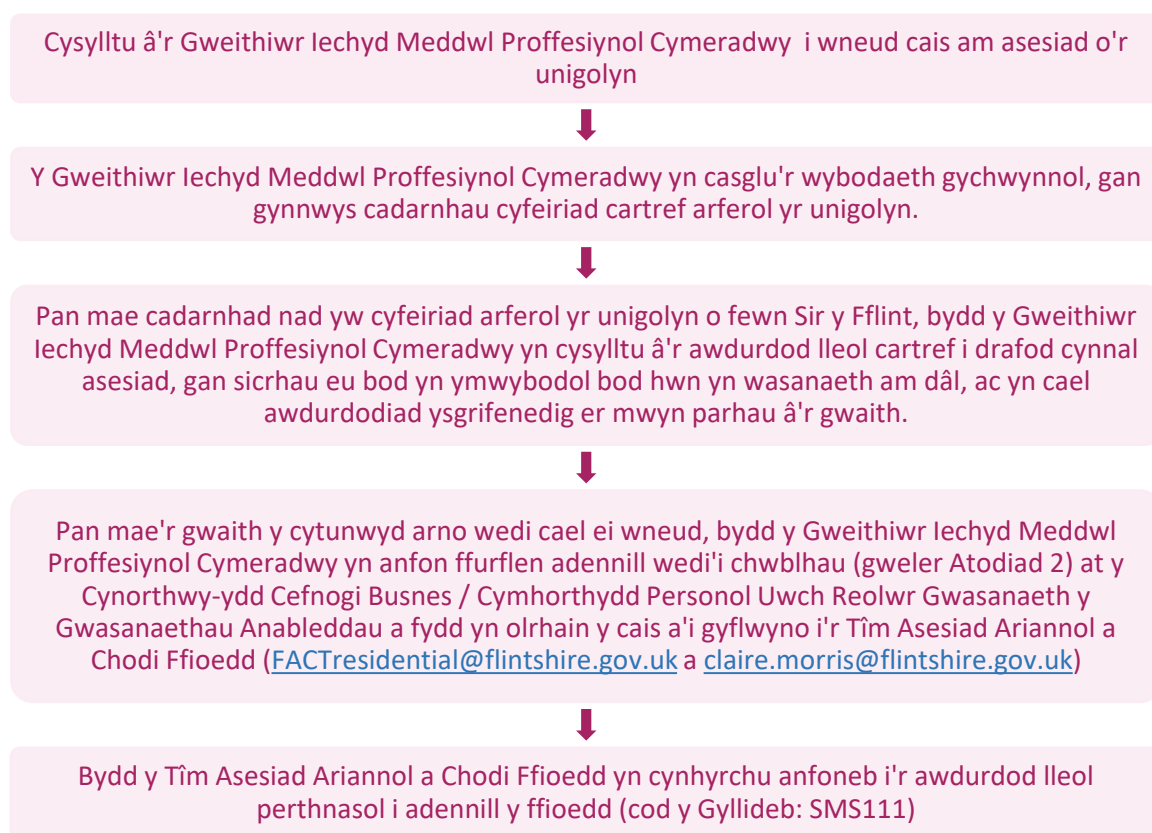 Cysylltu â'r Gweithiwr Iechyd Meddwl Proffesiynol Cymeradwy i wneud cais am asesiad o'r
unigolyn
Y Gweithiwr Iechyd Meddwl Proffesiynol Cymeradwy yn casglu'r wybodaeth gychwynnol, gan
gynnwys cadarnhau cyfeiriad cartref arferol yr unigolyn.
Pan mae cadarnhad nad yw cyfeiriad arferol yr unigolyn o fewn Sir y Fflint, bydd y Gweithiwr
Iechyd Meddwl Proffesiynol Cymeradwy yn cysylltu â'r awdurdod lleol cartref i drafod cynnal
asesiad, gan sicrhau eu bod yn ymwybodol bod hwn yn wasanaeth am dâl, ac yn cael
awdurdodiad ysgrifenedig er mwyn parhau â'r gwaith.
Pan mae'r gwaith y cytunwyd arno wedi cael ei wneud, bydd y Gweithiwr Iechyd Meddwl
Proffesiynol Cymeradwy yn anfon ffurflen adennill wedi'i chwblhau (gweler Atodiad 2) at y
Cynorthwy-ydd Cefnogi Busnes / Cymhorthydd Personol Uwch Reolwr Gwasanaeth y
Gwasanaethau Anableddau a fydd yn olrhain y cais a'i gyflwyno i'r Tîm Asesiad Ariannol a
Chodi Ffioedd (FACTresidential@flintshire.gov.uk a claire.morris@flintshire.gov.uk)
Bydd y Tîm Asesiad Ariannol a Chodi Ffioedd yn cynhyrchu anfoneb i'r awdurdod lleol
perthnasol i adennill y ffioedd (cod y Gyllideb: SMS111)